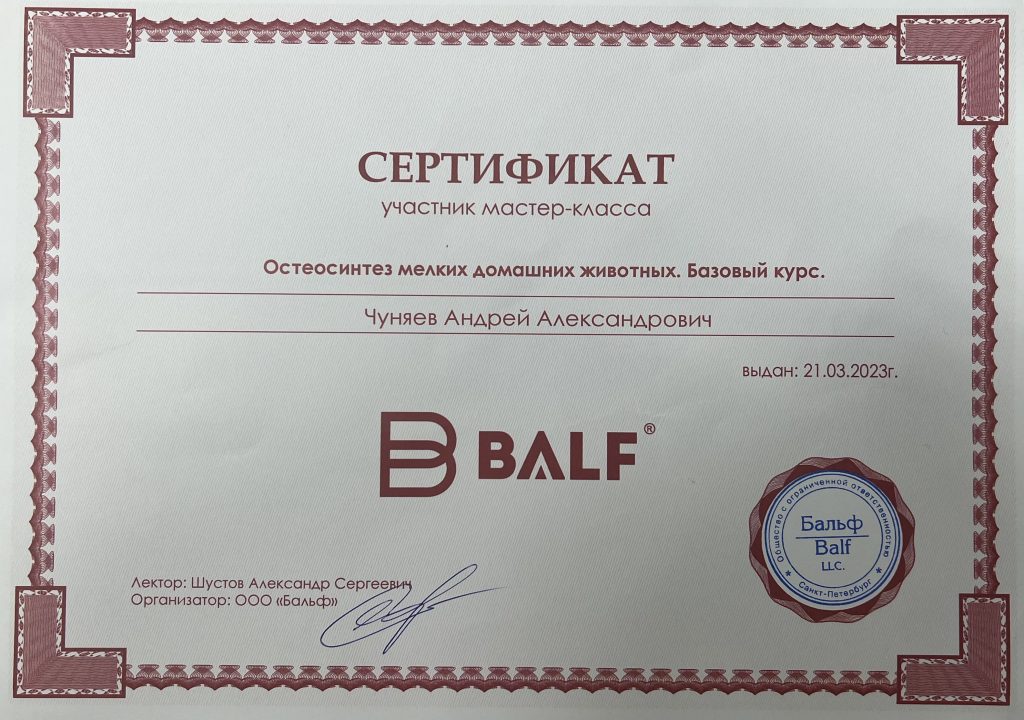 СЕРТИФИКАТ
участник мастер-класса
Остеосинтез мелких домашних животных. Базовый курс.
Чуняев Андрей Александрович
выдан: 21.03.2023г.
BALF®
Общество с ограниченной ответственностью
Бальф
Balf
LLC.
Санкт-Петербург
Лектор: Шустов Александр Сергеевич
Организатор: ООО «Бальф»